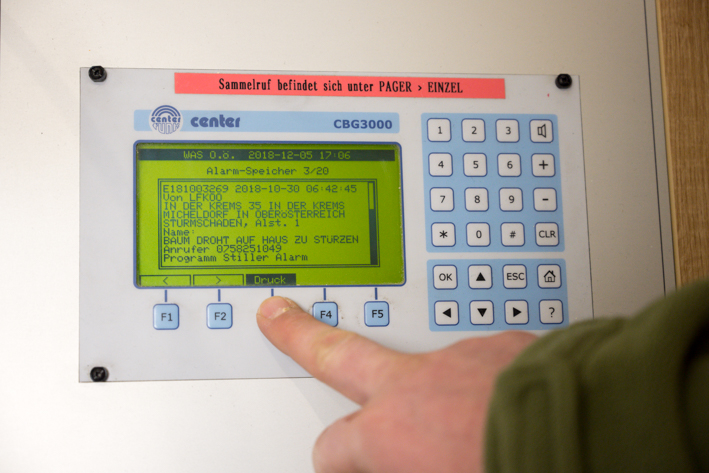 Sammelruf befindet sich unter PAGER > EINZEL
center
center CBG3000
WAS O.ö. 2018-12-05 17:06
Alarm-Speicher 3/20
E181003269 2018-10-30 06:42:45
Von LFKOO
IN DER KREMS 35 IN DER KREMS
MICHELDORF IN OBERöSTERREICH
STURMSCHADEN, Alst. 1
Name:
BAUM DROHT AUF HAUS ZU STÜRZEN
Anrufer 0758251049
Programm Stiller Alarm
< > Druck
F1 F2 F4 F5
1 2 3
4 5 6 +
7 8 9 -
* 0 # CLR
OK ▲ ESC
◄ ▼ ► ?